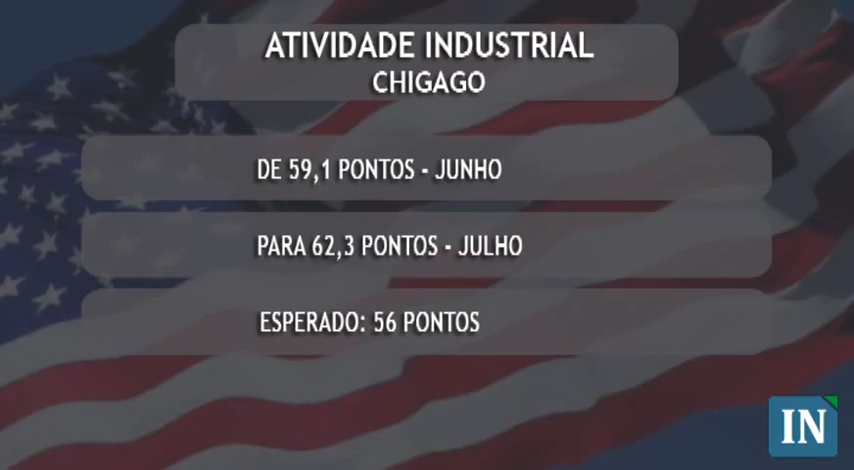 ATIVIDADE INDUSTRIAL
CHIGAGO
DE 59,1 PONTOS - JUNHO
PARA 62,3 PONTOS - JULHO
ESPERADO: 56 PONTOS
IN